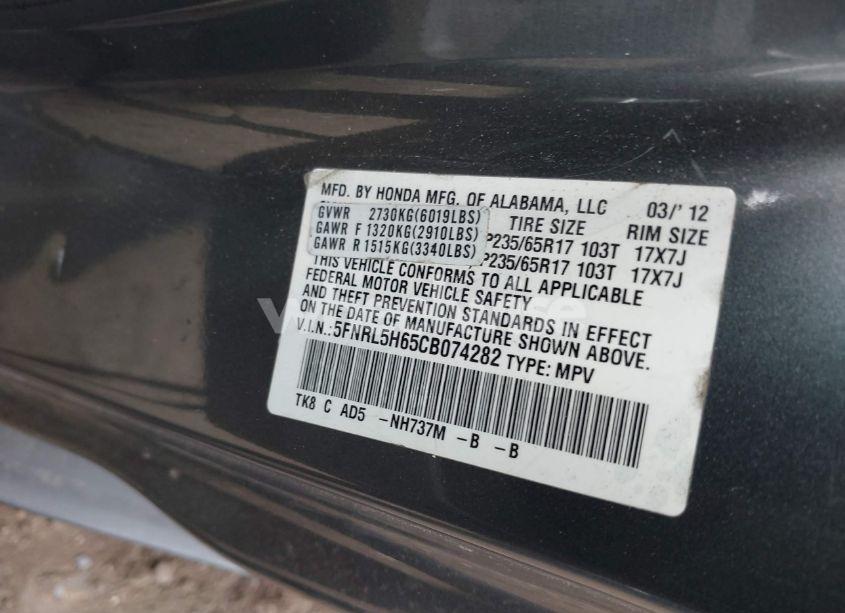 MFD. BY HONDA MFG. OF ALABAMA, LLC 03/' 12
GVWR 2730KG(6019LBS) TIRE SIZE RIM SIZE
GAWR F 1320KG(2910LBS) P235/65R17 103T 17X7J
GAWR R 1515KG(3340LBS) P235/65R17 103T 17X7J
THIS VEHICLE CONFORMS TO ALL APPLICABLE
FEDERAL MOTOR VEHICLE SAFETY
AND THEFT PREVENTION STANDARDS IN EFFECT
ON THE DATE OF MANUFACTURE SHOWN ABOVE.
V.I.N.:5FNRL5H65CB074282 TYPE: MPV
TK8 C AD5 -NH737M -B -B